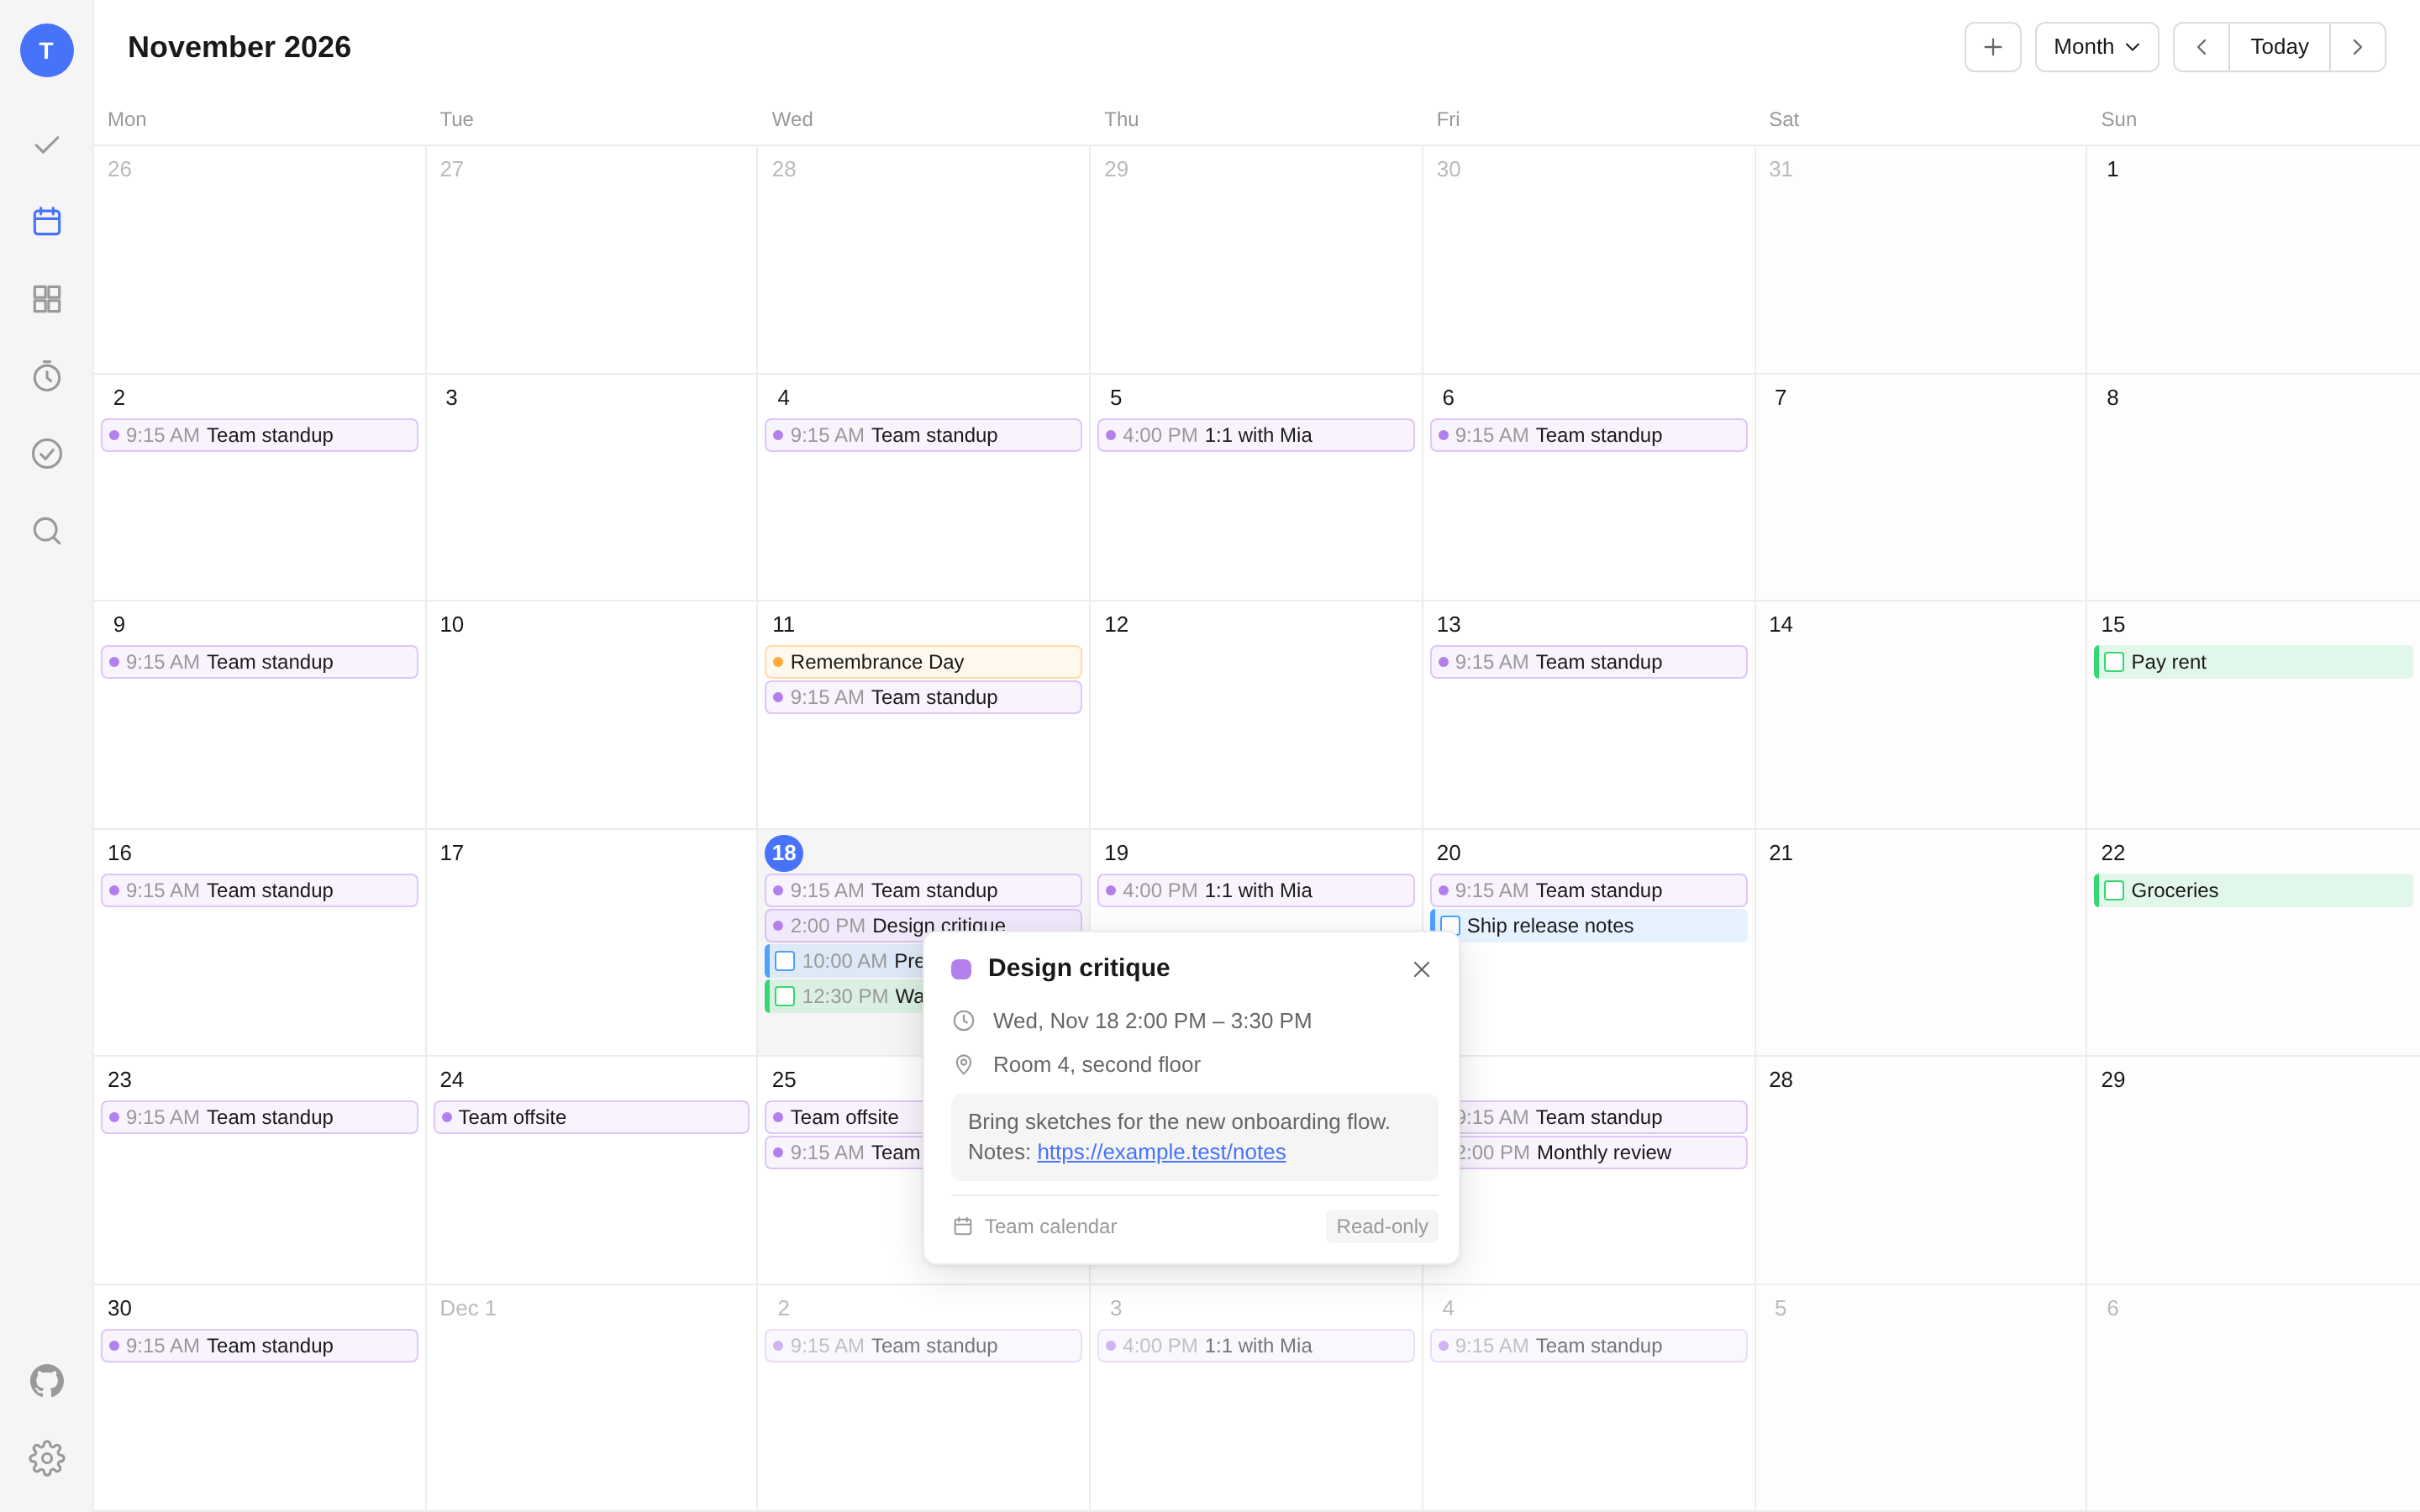 T
November 2026
Month
Today
Mon Tue Wed Thu Fri Sat Sun
26 27 28 29 30 31 1
2 3 4 5 6 7 8
9:15 AM Team standup
9:15 AM Team standup
4:00 PM 1:1 with Mia
9:15 AM Team standup
9 10 11 12 13 14 15
9:15 AM Team standup
Remembrance Day
9:15 AM Team standup
9:15 AM Team standup
Pay rent
16 17 18 19 20 21 22
9:15 AM Team standup
9:15 AM Team standup
2:00 PM Design critique
10:00 AM
12:30 PM
4:00 PM 1:1 with Mia
9:15 AM Team standup
Ship release notes
Groceries
Design critique
Wed, Nov 18 2:00 PM – 3:30 PM
Room 4, second floor
Bring sketches for the new onboarding flow.
Notes: https://example.test/notes
Team calendar
Read-only
23 24 25 28 29
9:15 AM Team standup
Team offsite
Team offsite
9:15 AM Team
9:15 AM Team standup
2:00 PM Monthly review
30 Dec 1 2 3 4 5 6
9:15 AM Team standup
9:15 AM Team standup
4:00 PM 1:1 with Mia
9:15 AM Team standup